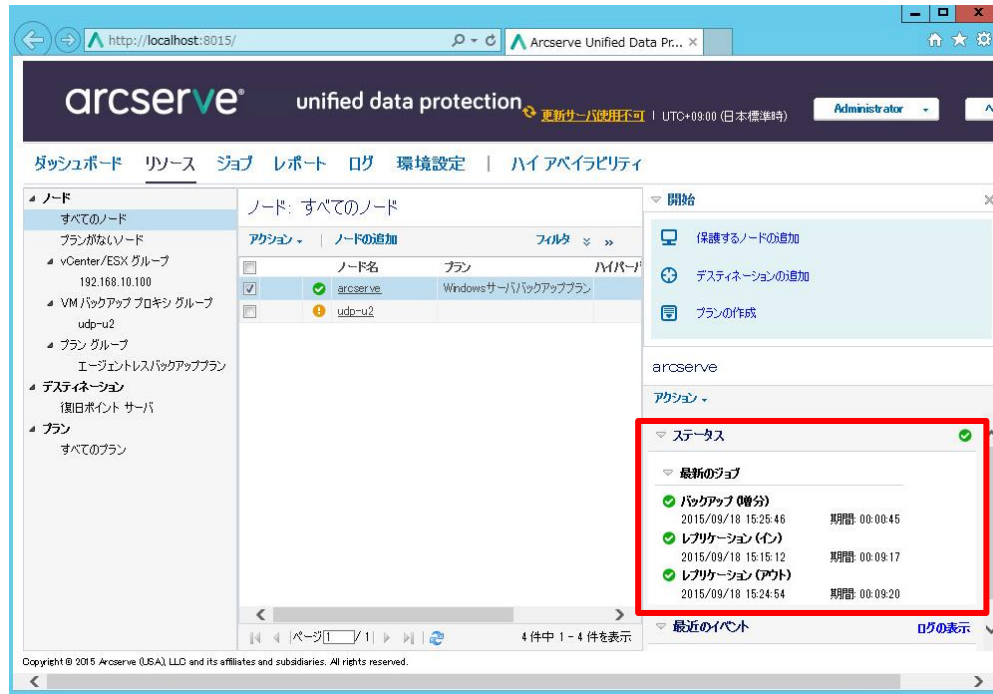 http://localhost:8015/
Arcserve Unified Data Pr...
arcserve® unified data protection
更新サーバ使用不可 | UTC+09:00 (日本標準時)
Administrator
ダッシュボード リソース ジョブ レポート ログ 環境設定 | ハイ アベイラビリティ
ノード
すべてのノード
プランがないノード
vCenter/ESX グループ
192.168.10.100
VM バックアップ プロキシ グループ
udp-u2
プラン グループ
エージェントレスバックアッププラン
デスティネーション
復旧ポイント サーバ
プラン
すべてのプラン
ノード: すべてのノード
アクション | ノードの追加 フィルタ »
ノード名 プラン ハイパーバ
arcserve Windowsサーババックアッププラン
udp-u2
ページ 1 / 1 4 件中 1 - 4 件を表示
開始
保護するノードの追加
デスティネーションの追加
プランの作成
arcserve
アクション
ステータス
最新のジョブ
バックアップ (増分)
2015/09/18 15:25:46 期間: 00:00:45
レプリケーション (イン)
2015/09/18 15:15:12 期間: 00:09:17
レプリケーション (アウト)
2015/09/18 15:24:54 期間: 00:09:20
最近のイベント ログの表示
Copyright © 2015 Arcserve (USA), LLC and its affiliates and subsidiaries. All rights reserved.